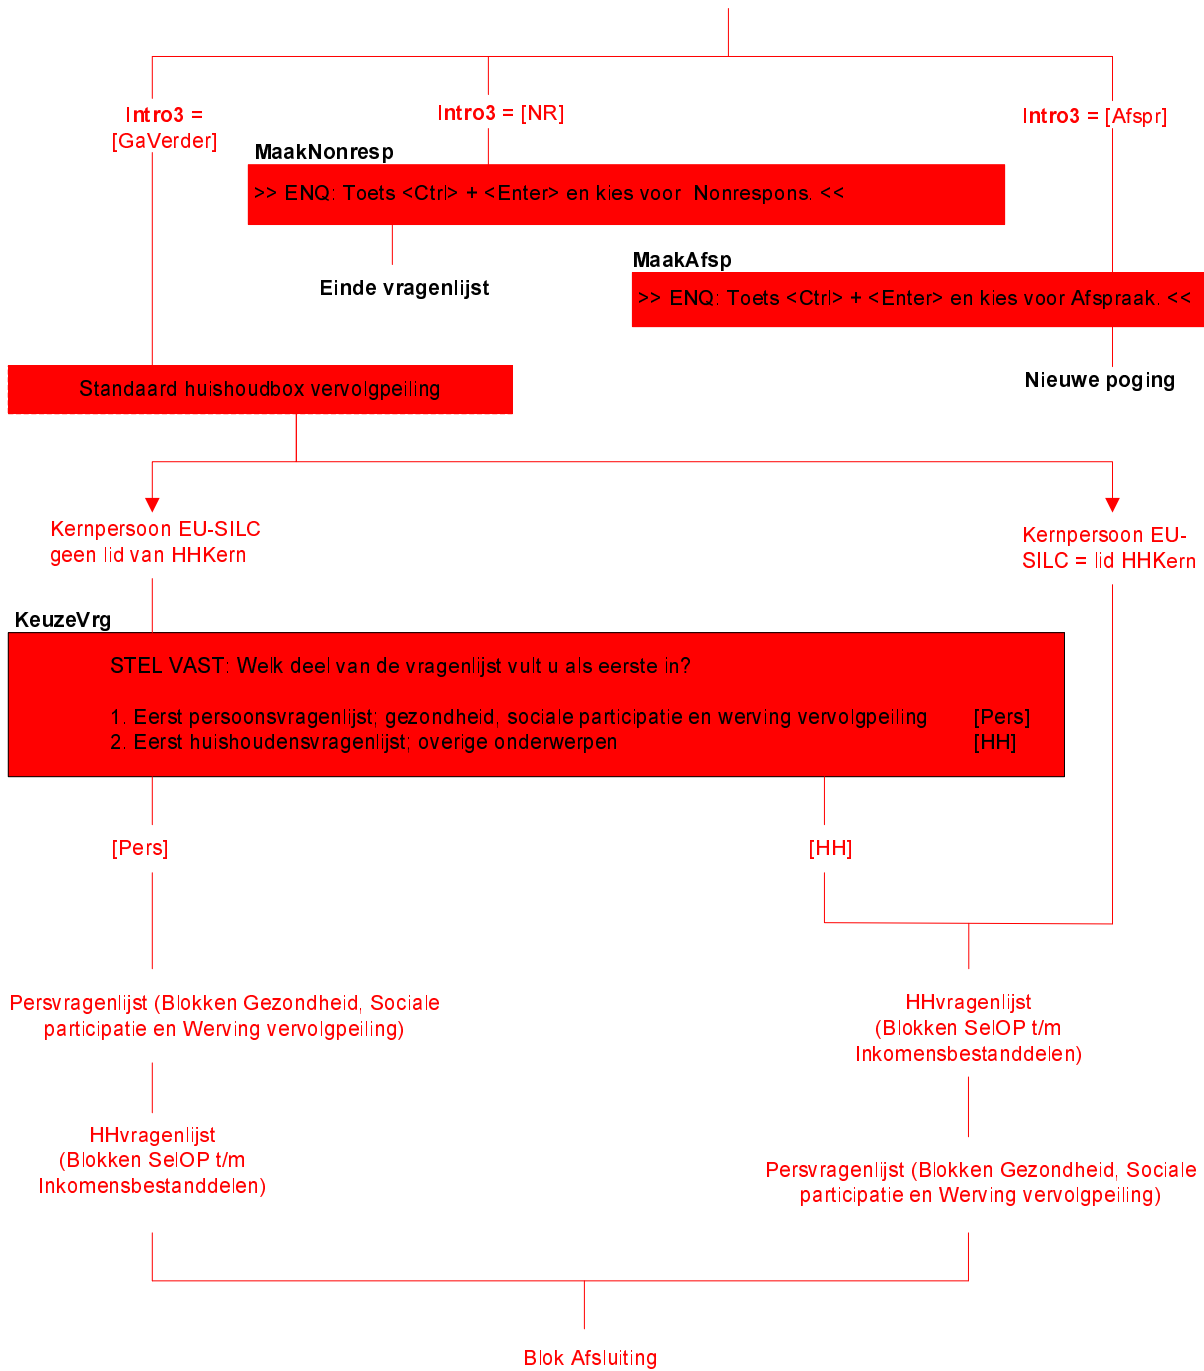 Intro3 =
[GaVerder]
Intro3 = [NR]
Intro3 = [Afspr]
MaakNonresp
>> ENQ: Toets <Ctrl> + <Enter> en kies voor Nonrespons. <<
Einde vragenlijst
MaakAfsp
>> ENQ: Toets <Ctrl> + <Enter> en kies voor Afspraak. <<
Nieuwe poging
Standaard huishoudbox vervolgpeiling
Kernpersoon EU-SILC
geen lid van HHKern
Kernpersoon EU-
SILC = lid HHKern
KeuzeVrg
STEL VAST: Welk deel van de vragenlijst vult u als eerste in?
1. Eerst persoonsvragenlijst; gezondheid, sociale participatie en werving vervolgpeiling [Pers]
2. Eerst huishoudensvragenlijst; overige onderwerpen [HH]
[Pers]
[HH]
Persvragenlijst (Blokken Gezondheid, Sociale
participatie en Werving vervolgpeiling)
HHvragenlijst
(Blokken SelOP t/m
Inkomensbestanddelen)
HHvragenlijst
(Blokken SelOP t/m
Inkomensbestanddelen)
Persvragenlijst (Blokken Gezondheid, Sociale
participatie en Werving vervolgpeiling)
Blok Afsluiting